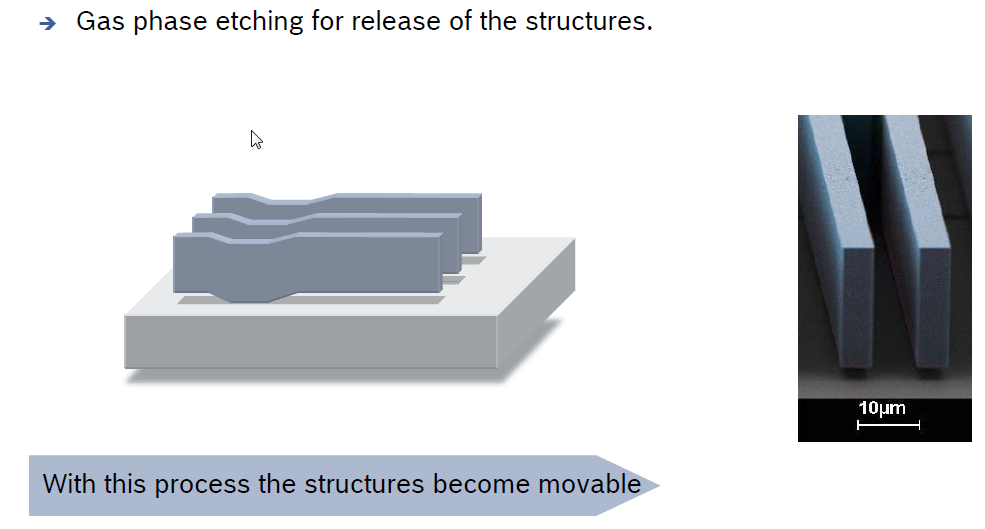 → Gas phase etching for release of the structures.
10µm
With this process the structures become movable